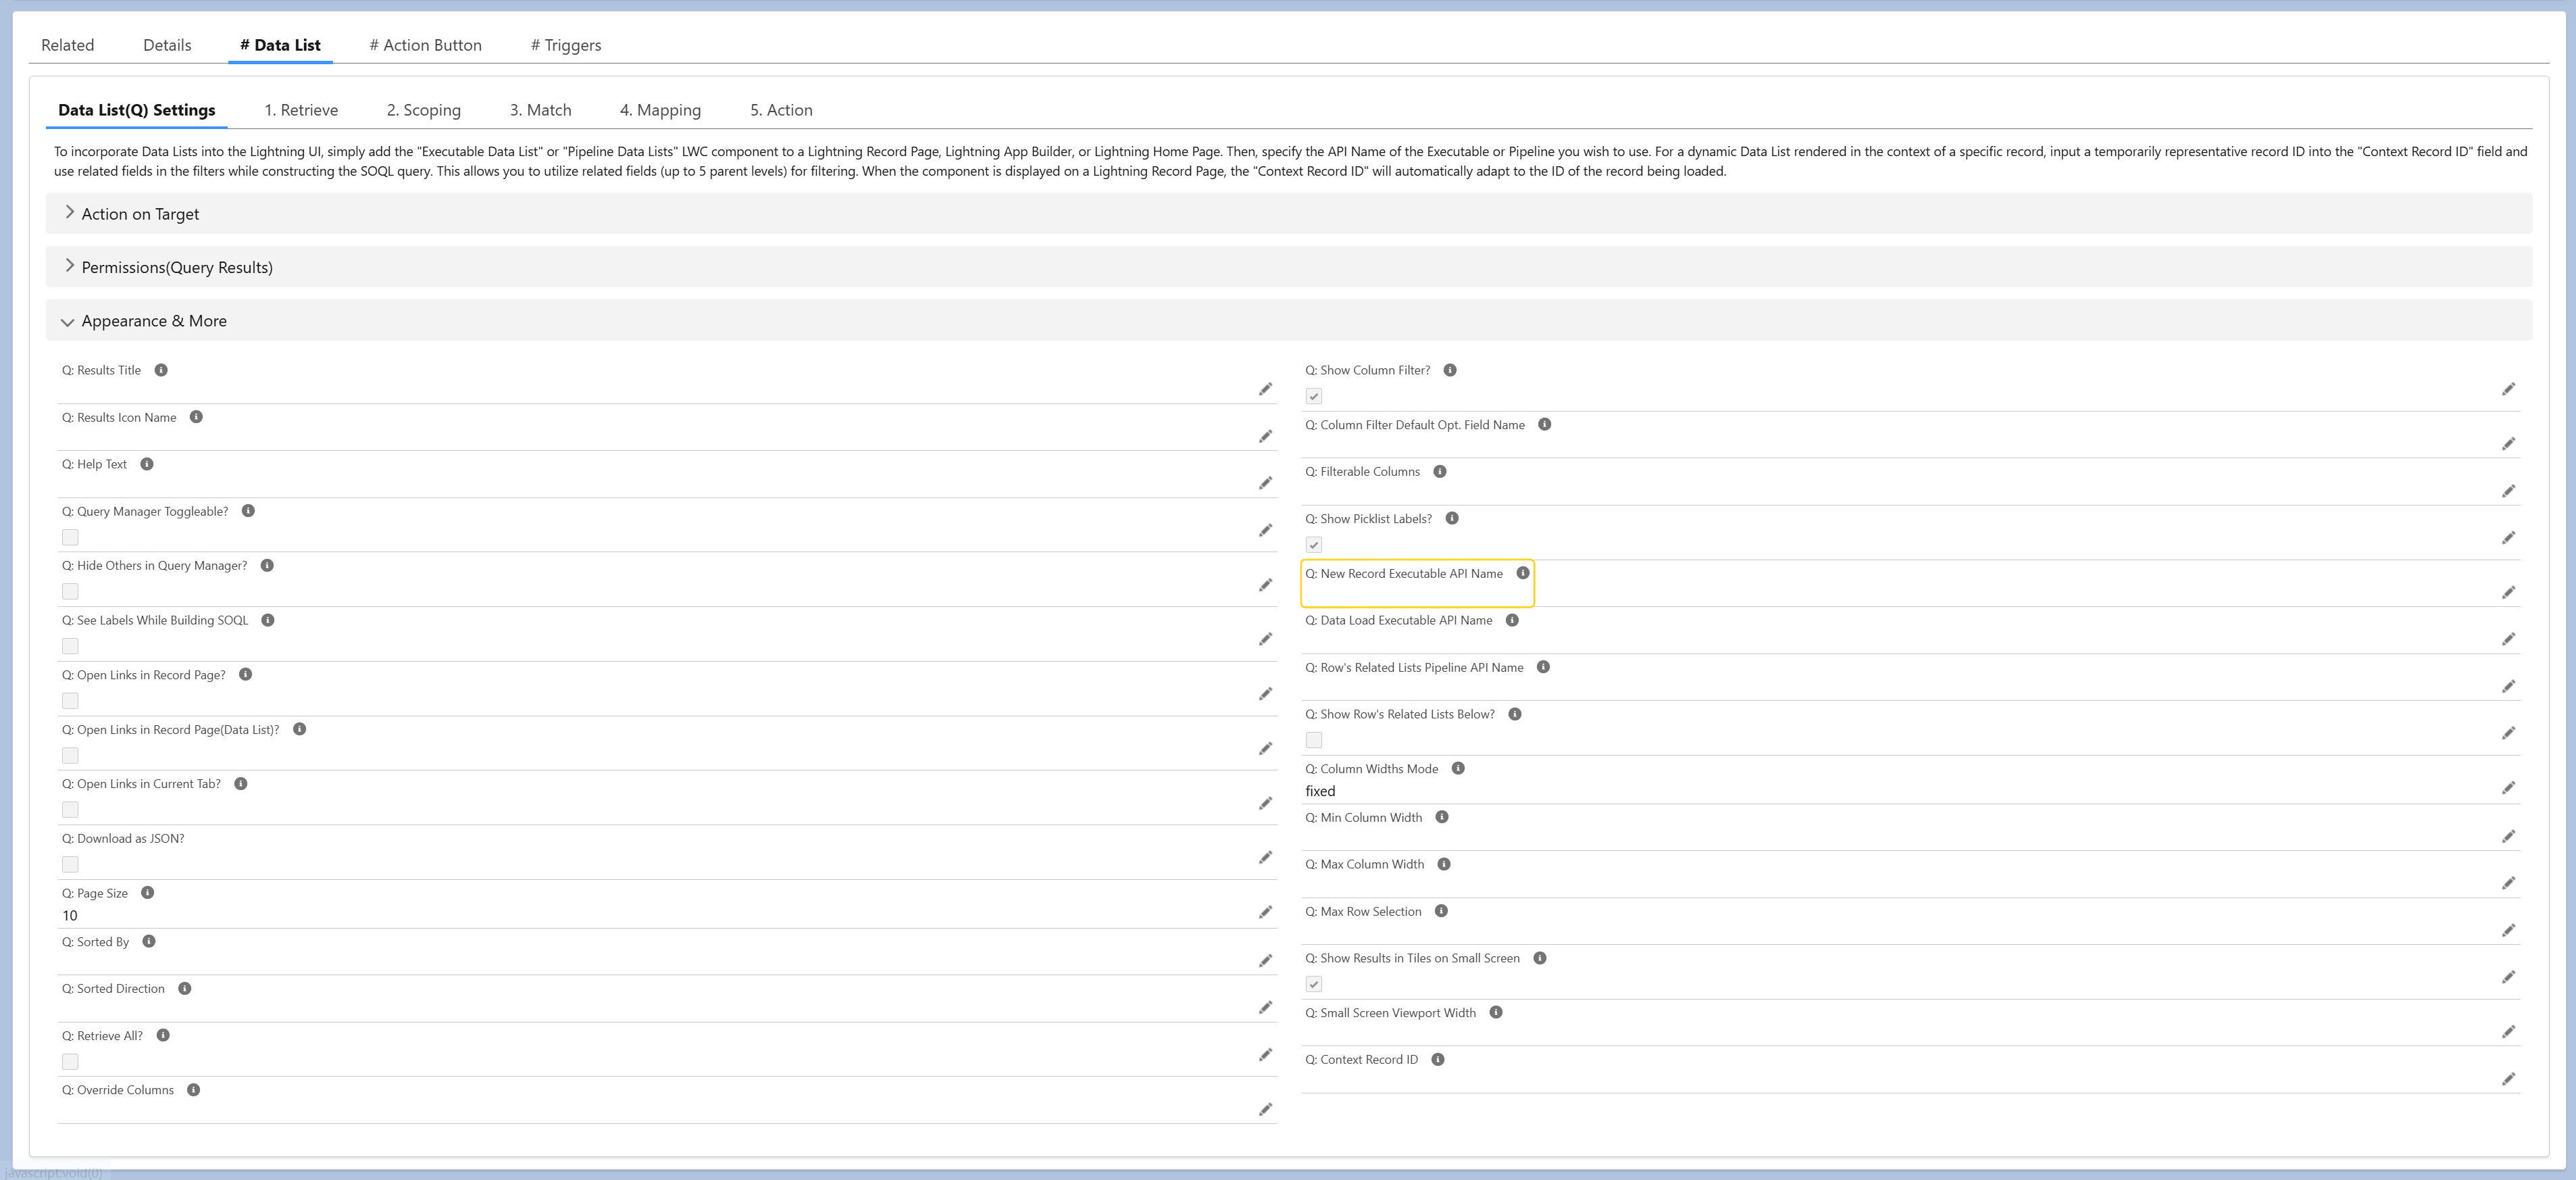 Related Details # Data List # Action Button # Triggers
Data List(Q) Settings 1. Retrieve 2. Scoping 3. Match 4. Mapping 5. Action
To incorporate Data Lists into the Lightning UI, simply add the "Executable Data List" or "Pipeline Data Lists" LWC component to a Lightning Record Page, Lightning App Builder, or Lightning Home Page. Then, specify the API Name of the Executable or Pipeline you wish to use. For a dynamic Data List rendered in the context of a specific record, input a temporarily representative record ID into the "Context Record ID" field and
use related fields in the filters while constructing the SOQL query. This allows you to utilize related fields (up to 5 parent levels) for filtering. When the component is displayed on a Lightning Record Page, the "Context Record ID" will automatically adapt to the ID of the record being loaded.
Action on Target
Permissions(Query Results)
Appearance & More
Q: Results Title
Q: Results Icon Name
Q: Help Text
Q: Query Manager Toggleable?
Q: Hide Others in Query Manager?
Q: See Labels While Building SOQL
Q: Open Links in Record Page?
Q: Open Links in Record Page(Data List)?
Q: Open Links in Current Tab?
Q: Download as JSON?
Q: Page Size
10
Q: Sorted By
Q: Sorted Direction
Q: Retrieve All?
Q: Override Columns
Q: Show Column Filter?
Q: Column Filter Default Opt. Field Name
Q: Filterable Columns
Q: Show Picklist Labels?
Q: New Record Executable API Name
Q: Data Load Executable API Name
Q: Row's Related Lists Pipeline API Name
Q: Show Row's Related Lists Below?
Q: Column Widths Mode
fixed
Q: Min Column Width
Q: Max Column Width
Q: Max Row Selection
Q: Show Results in Tiles on Small Screen
Q: Small Screen Viewport Width
Q: Context Record ID
javascript:void(0)